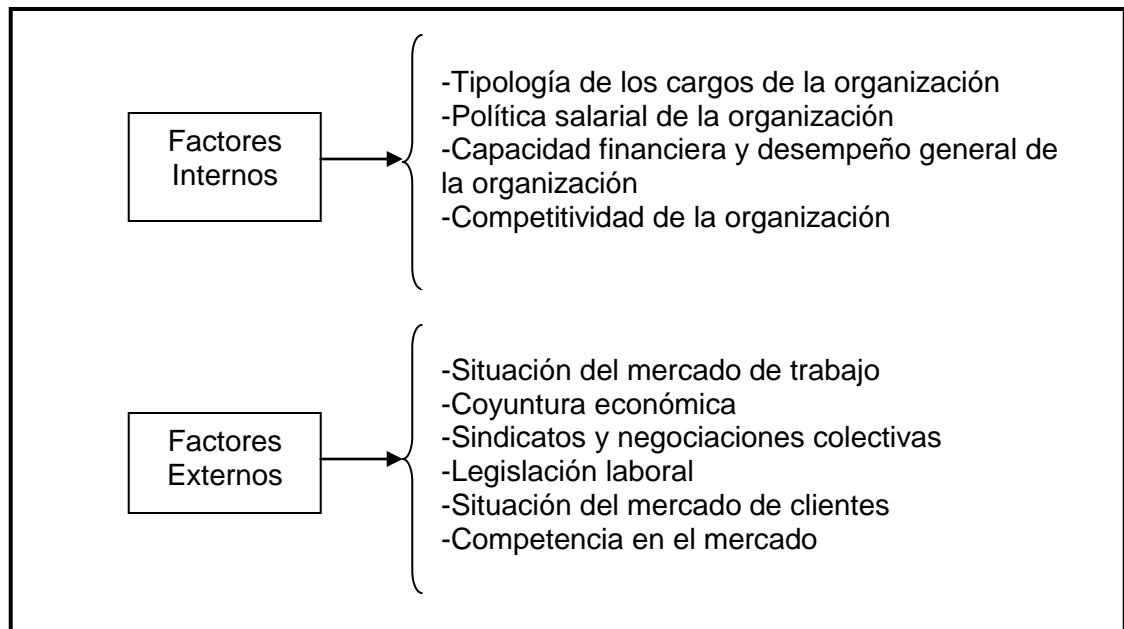 Factores
Internos
-Tipología de los cargos de la organización
-Política salarial de la organización
-Capacidad financiera y desempeño general de
la organización
-Competitividad de la organización
Factores
Externos
-Situación del mercado de trabajo
-Coyuntura económica
-Sindicatos y negociaciones colectivas
-Legislación laboral
-Situación del mercado de clientes
-Competencia en el mercado